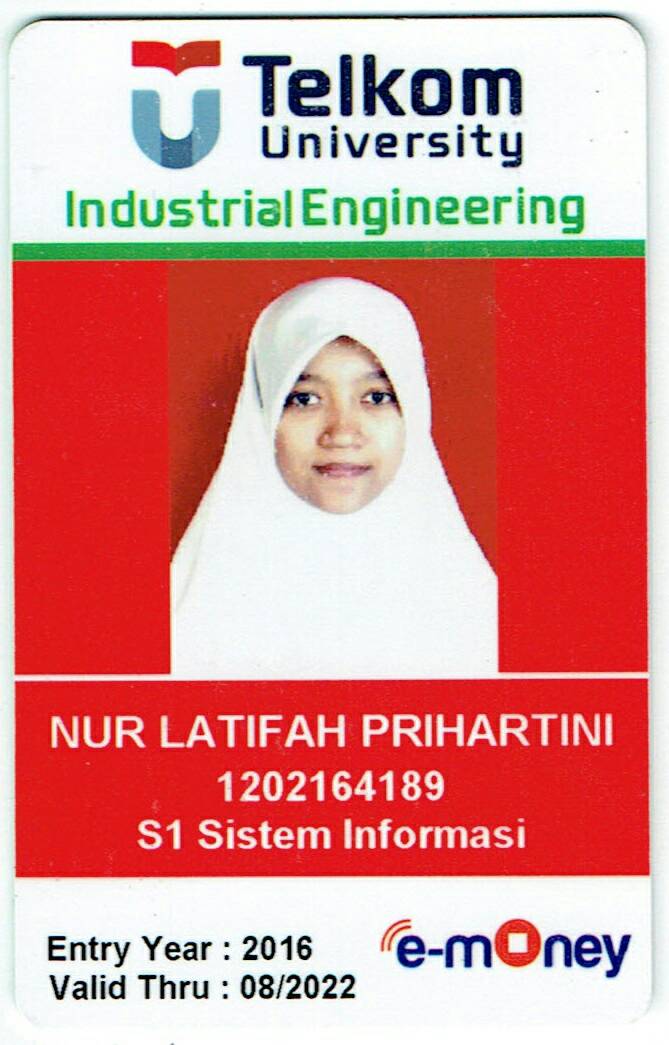 Telkom
University
Industrial Engineering
NUR LATIFAH PRIHARTINI
1202164189
S1 Sistem Informasi
Entry Year : 2016
Valid Thru : 08/2022
e-money